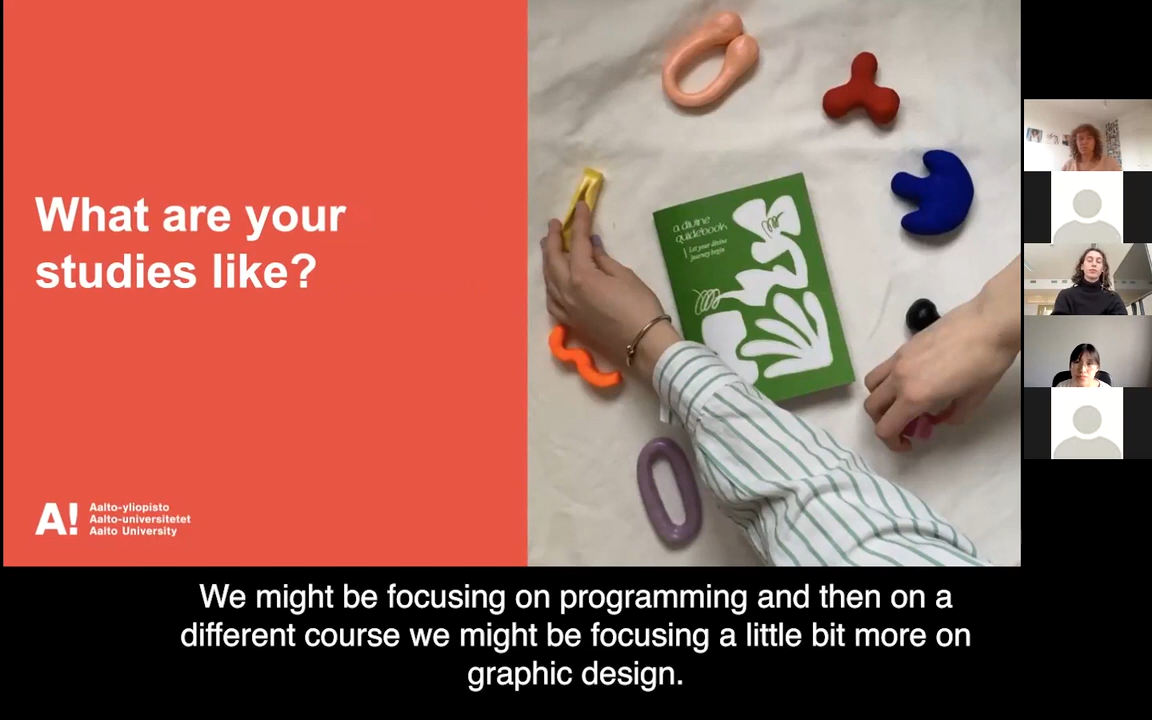 What are your
studies like?
a divine
guidebook
Let your divine
journey begin
A! Aalto-yliopisto
Aalto-universitetet
Aalto University
We might be focusing on programming and then on a
different course we might be focusing a little bit more on
graphic design.